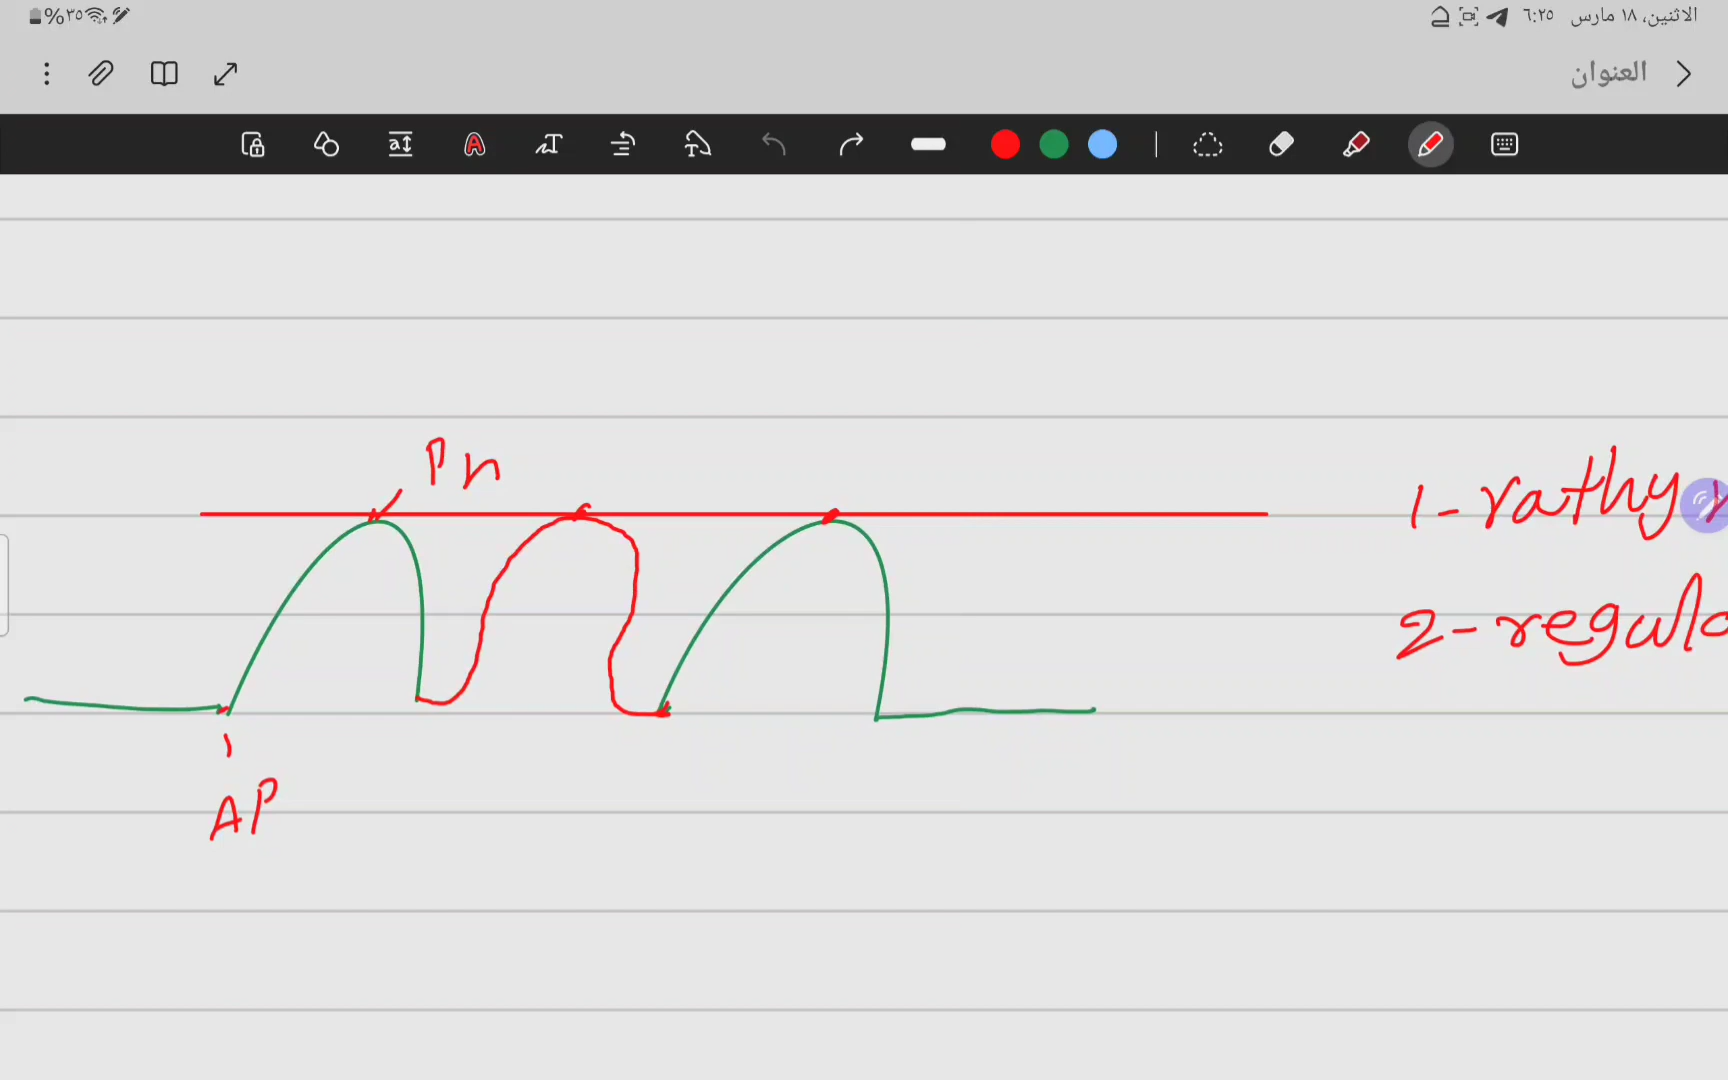 الاثنين، ١٨ مارس ٦:٢٥
%٣٥
العنوان
Pn
1-rathy
2-regula
AP